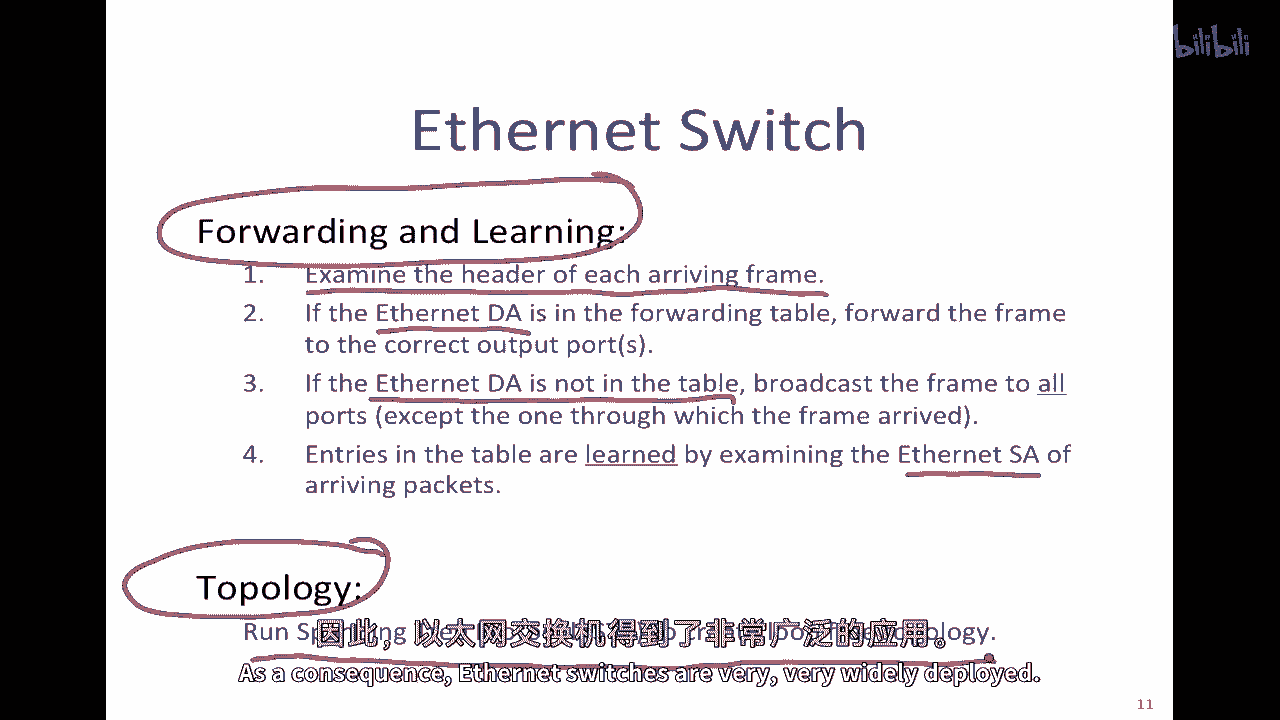 bilibili
Ethernet Switch
Forwarding and Learning:
1. Examine the header of each arriving frame.
2. If the Ethernet DA is in the forwarding table, forward the frame
to the correct output port(s).
3. If the Ethernet DA is not in the table, broadcast the frame to all
ports (except the one through which the frame arrived).
4. Entries in the table are learned by examining the Ethernet SA of
arriving packets.
Topology:
Run
因此，以太网交换机得到了非常广泛的应用。
As a consequence, Ethernet switches are very, very widely deployed.
11